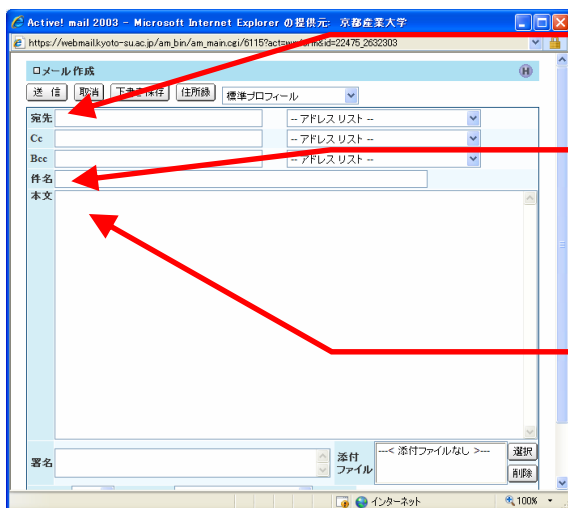 Active! mail 2003 - Microsoft Internet Explorer の提供元: 京都産業大学
https://webmail.kyoto-su.ac.jp/am_bin/am_main.cgi/6115?act=
id=22475_2632303
ロメール作成 H
送 信 取消 下書き保存 住所録 標準プロフィール
宛先 -- アドレス リスト --
Cc -- アドレス リスト --
Bcc -- アドレス リスト --
件名
本文
署名 添付ファイル ---< 添付ファイルなし >--- 選択
削除
インターネット 100%